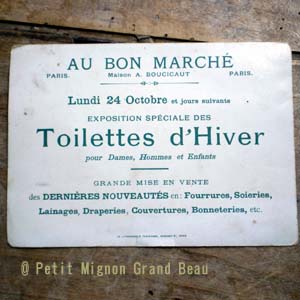 AU BON MARCHÉ
PARIS. Maison A. BOUCICAUT PARIS.
Lundi 24 Octobre et jours suivants
EXPOSITION SPÉCIALE DES
Toilettes d'Hiver
pour Dames, Hommes et Enfants
GRANDE MISE EN VENTE
des DERNIÈRES NOUVEAUTÉS en: Fourrures, Soieries,
Lainages, Draperies, Couvertures, Bonneteries, etc.
@ Petit Mignon Grand Beau